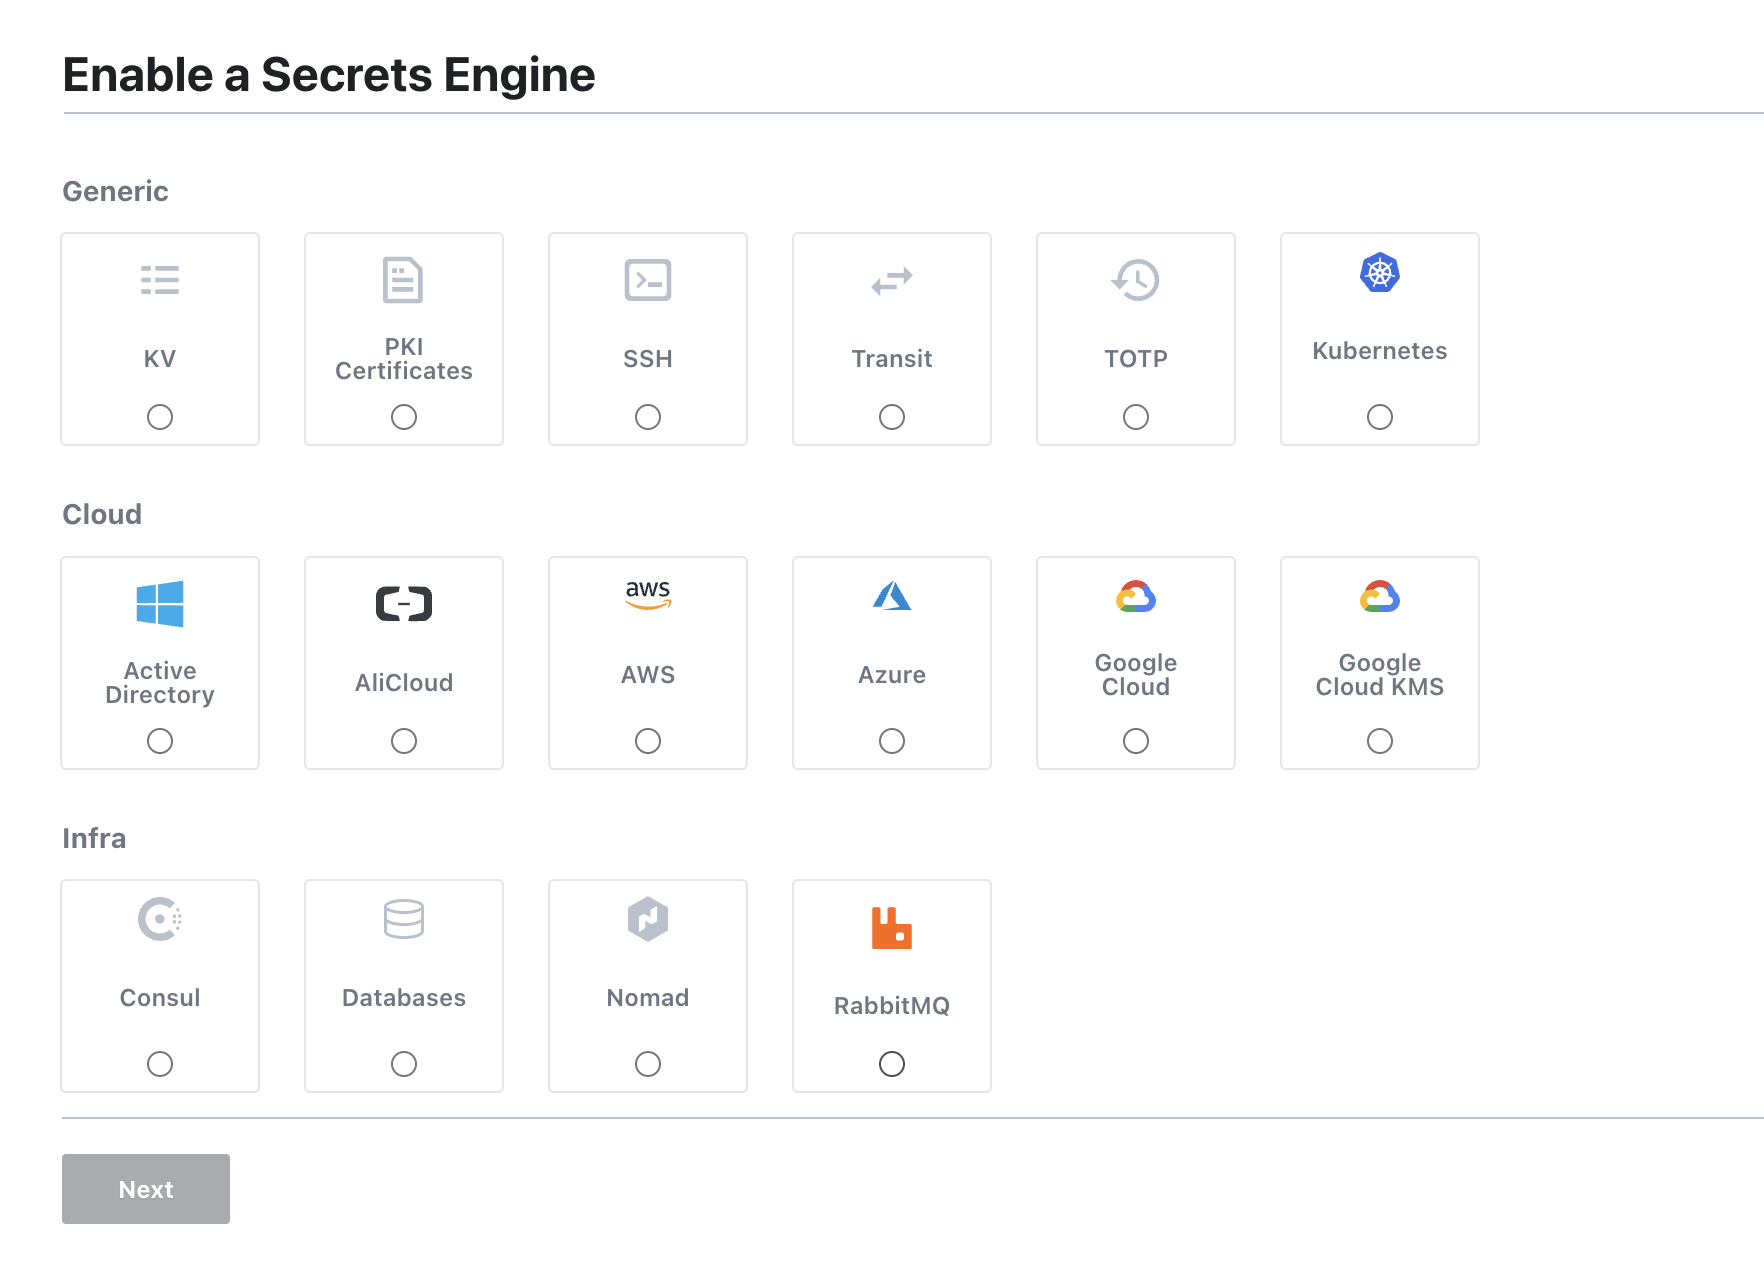 Enable a Secrets Engine
Generic
KV
PKI
Certificates
SSH
Transit
TOTP
Kubernetes
Cloud
Active
Directory
AliCloud
aws
AWS
Azure
Google
Cloud
Google
Cloud KMS
Infra
Consul
Databases
Nomad
RabbitMQ
Next